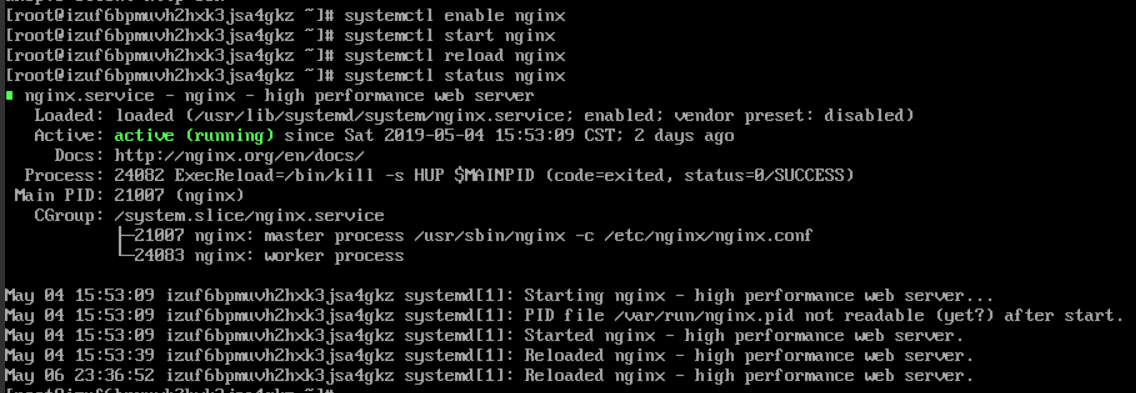 [root@izuf6bpmuvh2hxk3jsa4gkz ~]# systemctl enable nginx
[root@izuf6bpmuvh2hxk3jsa4gkz ~]# systemctl start nginx
[root@izuf6bpmuvh2hxk3jsa4gkz ~]# systemctl reload nginx
[root@izuf6bpmuvh2hxk3jsa4gkz ~]# systemctl status nginx
nginx.service - nginx - high performance web server
Loaded: loaded (/usr/lib/systemd/system/nginx.service; enabled; vendor preset: disabled)
Active: active (running) since Sat 2019-05-04 15:53:09 CST; 2 days ago
Docs: http://nginx.org/en/docs/
Process: 24082 ExecReload=/bin/kill -s HUP $MAINPID (code=exited, status=0/SUCCESS)
Main PID: 21007 (nginx)
CGroup: /system.slice/nginx.service
├─21007 nginx: master process /usr/sbin/nginx -c /etc/nginx/nginx.conf
└─24083 nginx: worker process
May 04 15:53:09 izuf6bpmuvh2hxk3jsa4gkz systemd[1]: Starting nginx - high performance web server...
May 04 15:53:09 izuf6bpmuvh2hxk3jsa4gkz systemd[1]: PID file /var/run/nginx.pid not readable (yet?) after start.
May 04 15:53:09 izuf6bpmuvh2hxk3jsa4gkz systemd[1]: Started nginx - high performance web server.
May 04 15:53:39 izuf6bpmuvh2hxk3jsa4gkz systemd[1]: Reloaded nginx - high performance web server.
May 06 23:36:52 izuf6bpmuvh2hxk3jsa4gkz systemd[1]: Reloaded nginx - high performance web server.
[root@izuf6bpmuvh2hxk3jsa4gkz ~]#